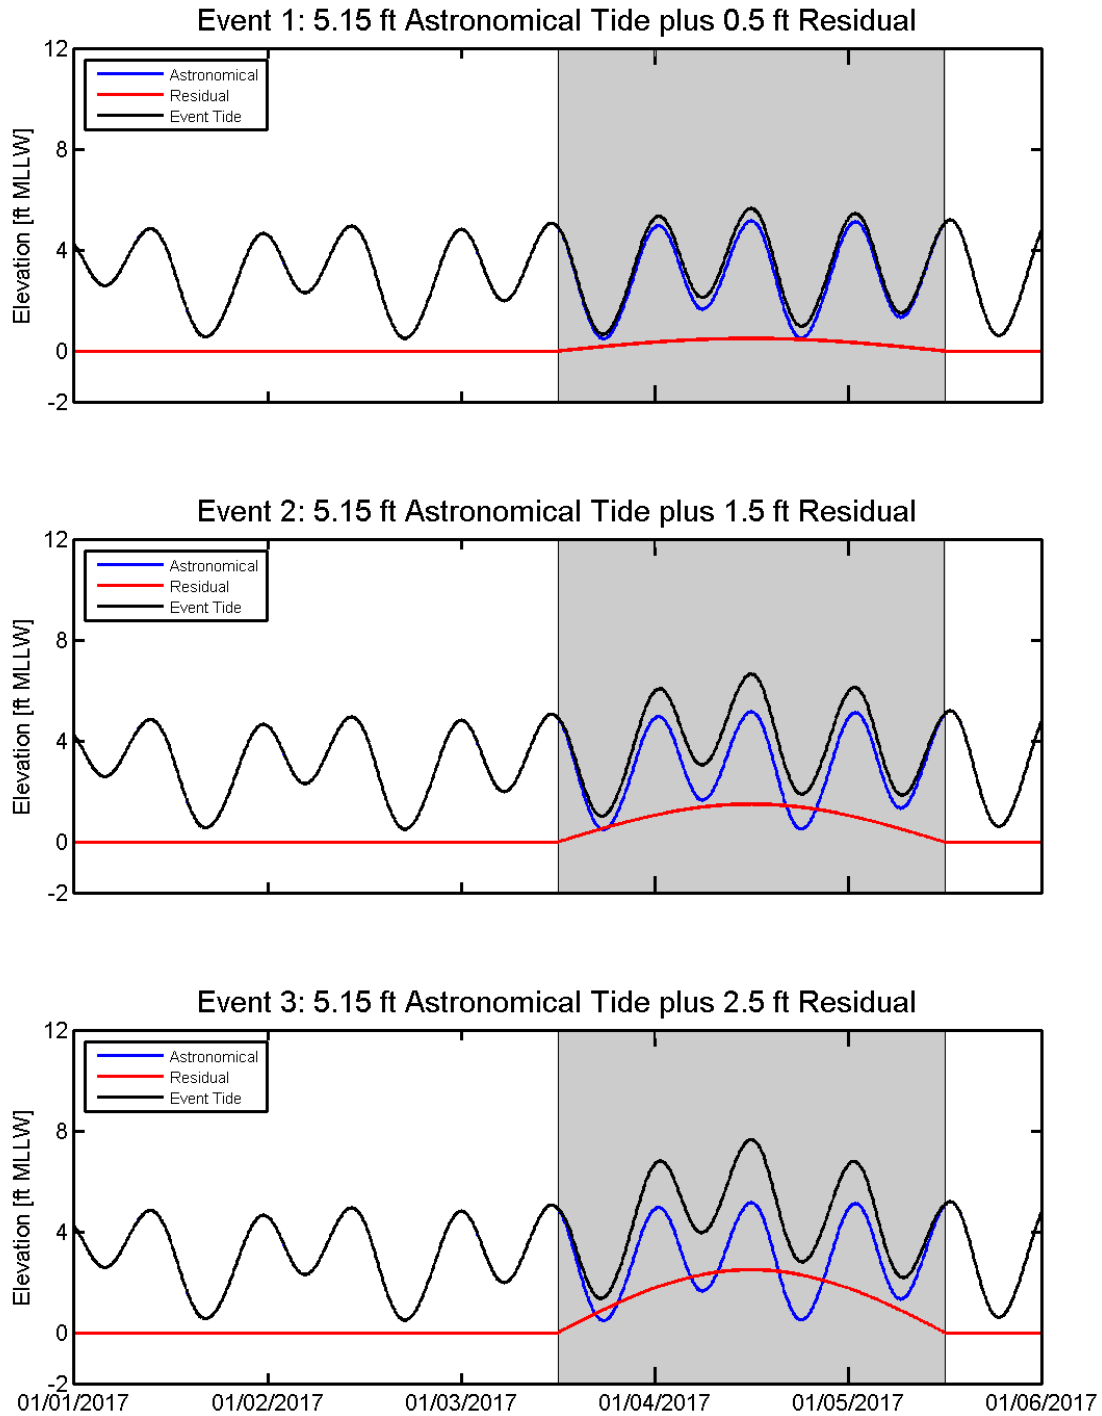 Event 1: 5.15 ft Astronomical Tide plus 0.5 ft Residual
12
Astronomical
Residual
Event Tide
8
4
0
-2
Elevation [ft MLLW]
Event 2: 5.15 ft Astronomical Tide plus 1.5 ft Residual
12
Astronomical
Residual
Event Tide
8
4
0
-2
Elevation [ft MLLW]
Event 3: 5.15 ft Astronomical Tide plus 2.5 ft Residual
12
Astronomical
Residual
Event Tide
8
4
0
-2
Elevation [ft MLLW]
01/01/2017 01/02/2017 01/03/2017 01/04/2017 01/05/2017 01/06/2017